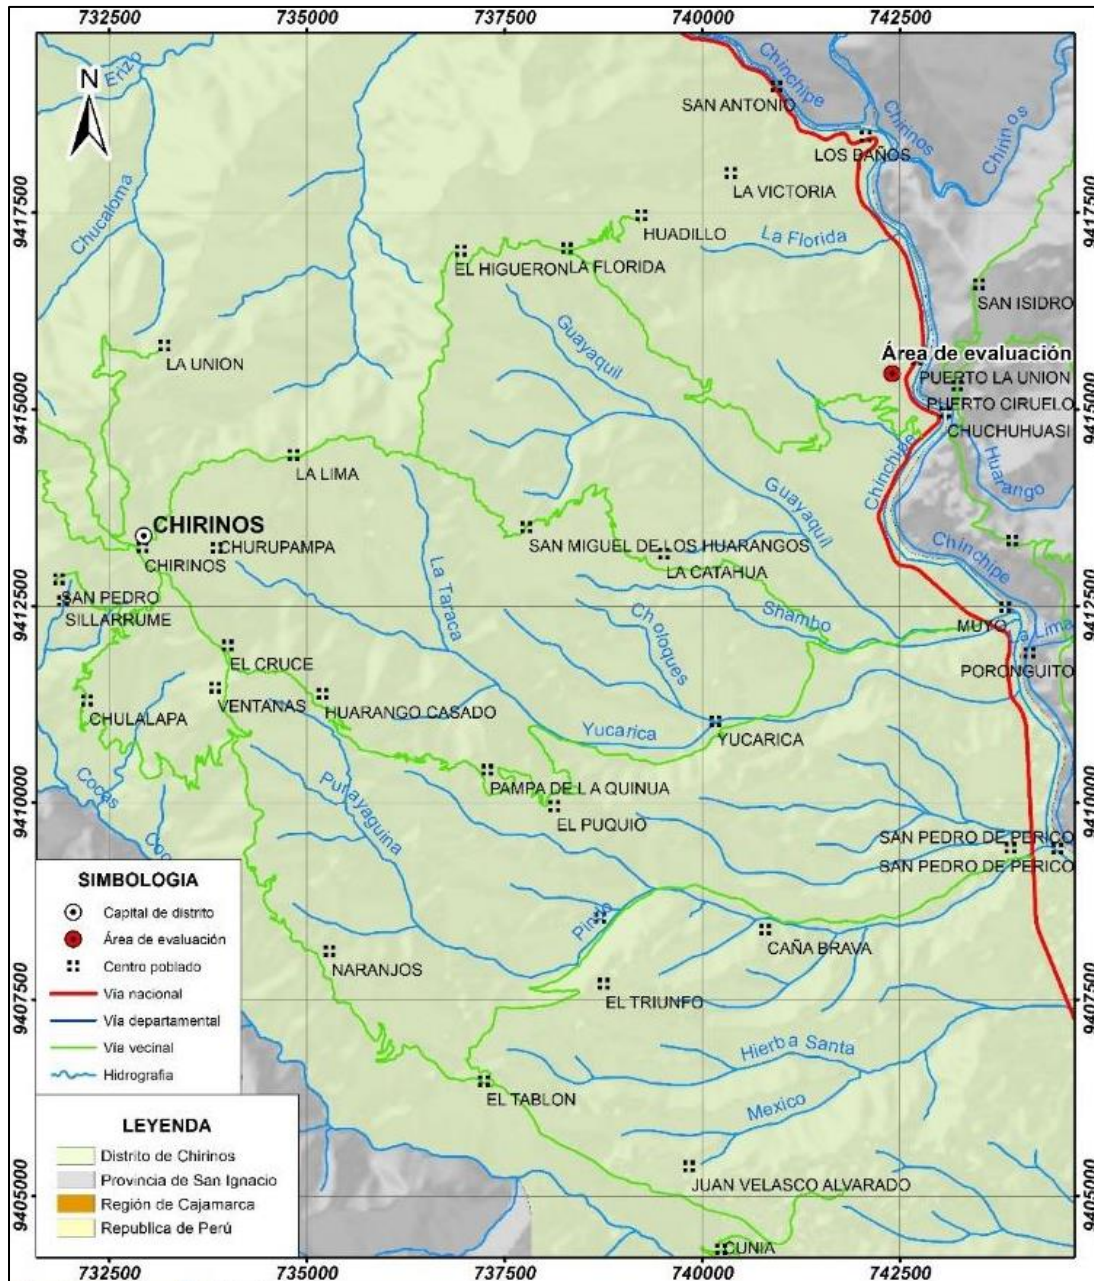 732500 735000 737500 740000 742500
N
Erizo
Chinchipe
SAN ANTONIO
Chirinos
Chirinos
LOS BAÑOS
LA VICTORIA
Chucaloma
9417500
9417500
HUADILLO
La Florida
EL HIGUERON
LA FLORIDA
SAN ISIDRO
Guayaquil
LA UNION
Área de evaluación
PUERTO LA UNION
9415000
PUERTO CIRUELO
9415000
CHUCHUHUASI
Chinchipe
Huarango
LA LIMA
Guayaquil
CHIRINOS
CHURUPAMPA
SAN MIGUEL DE LOS HUARANGOS
CHIRINOS
LA CATAHUA
Chinchipe
La Taraca
SAN PEDRO
9412500
SILLARRUME
Choloques
Shambo
MUYO
La Lima
9412500
EL CRUCE
PORONGUITO
VENTANAS
HUARANGO CASADO
CHULALAPA
Yucarica
YUCARICA
Cocas
PAMPA DE LA QUINUA
9410000
Purayaguina
EL PUQUIO
9410000
SAN PEDRO DE PERICO
SAN PEDRO DE PERICO
SIMBOLOGIA
Capital de distrito
Área de evaluación
Centro poblado
Vía nacional
Vía departamental
Vía vecinal
Hidrografia
CAÑA BRAVA
NARANJOS
EL TRIUNFO
9407500
9407500
Hierba Santa
EL TABLON
Mexico
LEYENDA
Distrito de Chirinos
Provincia de San Ignacio
Región de Cajamarca
Republica de Perú
JUAN VELASCO ALVARADO
9405000
9405000
CUNIA
732500 735000 737500 740000 742500